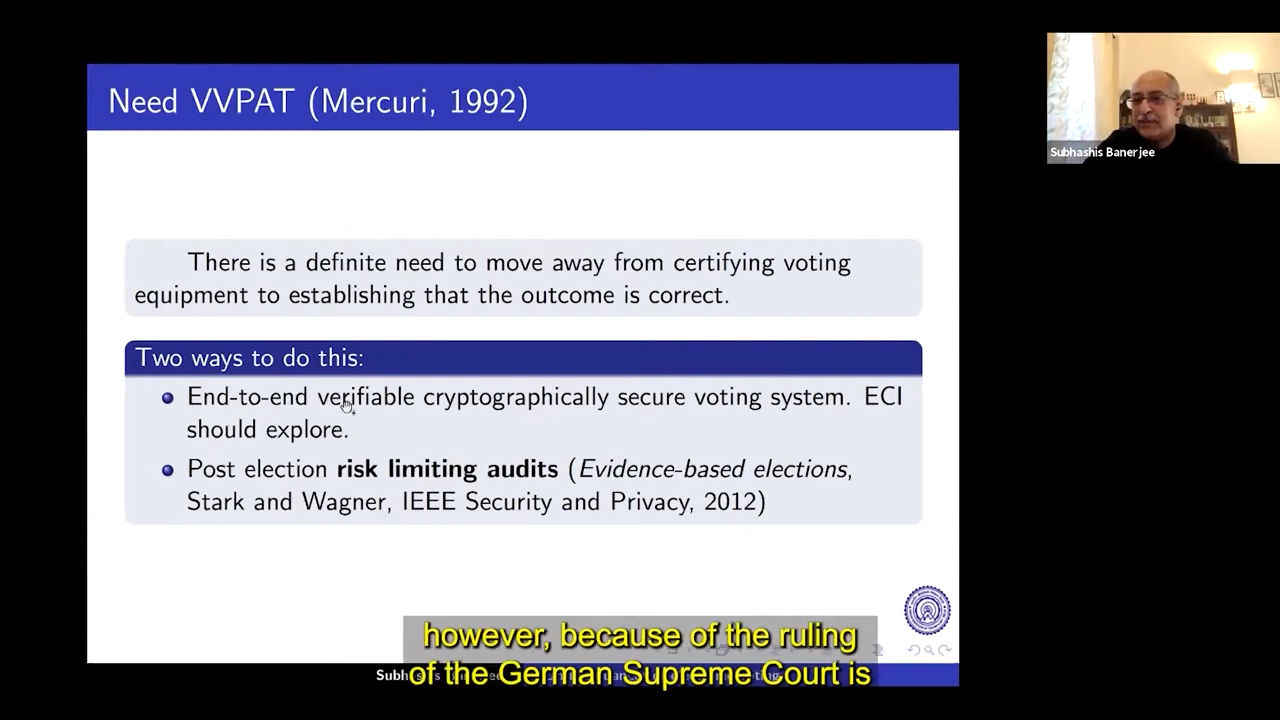 Need VVPAT (Mercuri, 1992)
Subhashis Banerjee
There is a definite need to move away from certifying voting
equipment to establishing that the outcome is correct.
Two ways to do this:
End-to-end verifiable cryptographically secure voting system. ECI
should explore.
Post election risk limiting audits (Evidence-based elections,
Stark and Wagner, IEEE Security and Privacy, 2012)
however, because of the ruling
of the German Supreme Court is